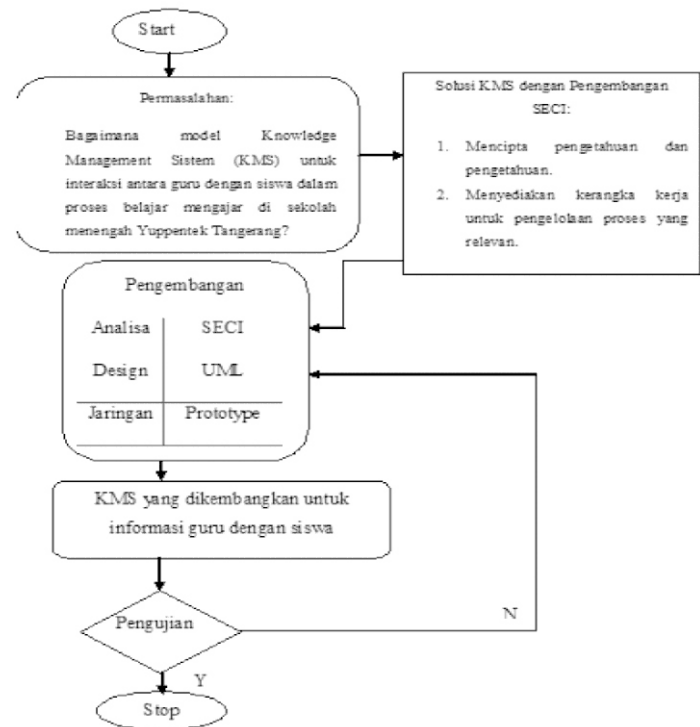 Start
Permasalahan:
Bagaimana model Knowledge
Management Sistem (KMS) untuk
interaksi antara guru dengan siswa dalam
proses belajar mengajar di sekolah
menengah Yuppentek Tangerang?
Solusi KMS dengan Pengembangan
SECI:
1. Mencipta pengetahuan dan
pengetahuan.
2. Menyediakan kerangka kerja
untuk pengelolaan proses yang
relevan.
Pengembangan
Analisa SECI
Design UML
Jaringan Prototype
KMS yang dikembangkan untuk
informasi guru dengan siswa
Pengujian
N
Y
Stop